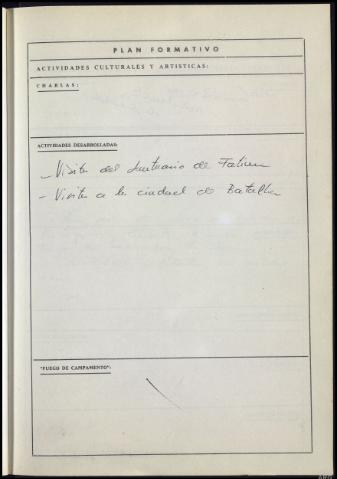 PLAN FORMATIVO
ACTIVIDADES CULTURALES Y ARTISTICAS:
CHARLAS:
ACTIVIDADES DESARROLLADAS:
- Visita del Santuario de Fatima
- Visita a la ciudad de Batalha
"FUEGO DE CAMPAMENTO":